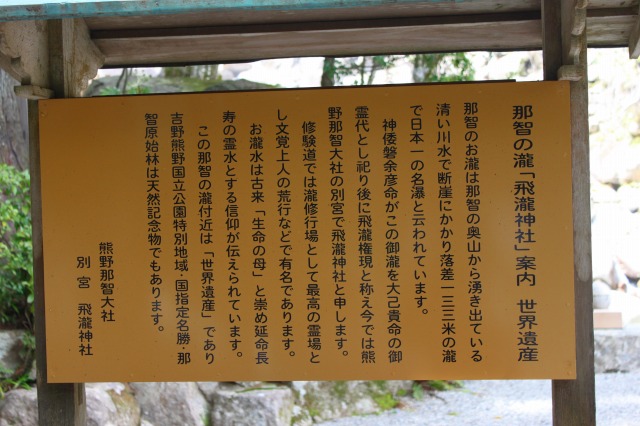 那智の瀧「飛瀧神社」案内　世界遺産
那智のお瀧は那智の奥山から湧き出ている
清い川水で断崖にかかり落差一三三米の瀧
で日本一の名瀑と云われています。
神倭磐余彦命がこの御瀧を大己貴命の御
霊代とし祀り後に飛瀧権現と称え今では熊
野那智大社の別宮で飛瀧神社と申します。
修験道では瀧修行場として最高の霊場と
し文覚上人の荒行などで有名であります。
お瀧水は古来「生命の母」と崇め延命長
寿の霊水とする信仰が伝えられています。
この那智の瀧付近は「世界遺産」であり
吉野熊野国立公園特別地域・国指定名勝・那
智原始林は天然記念物でもあります。
熊野那智大社
別宮　飛瀧神社